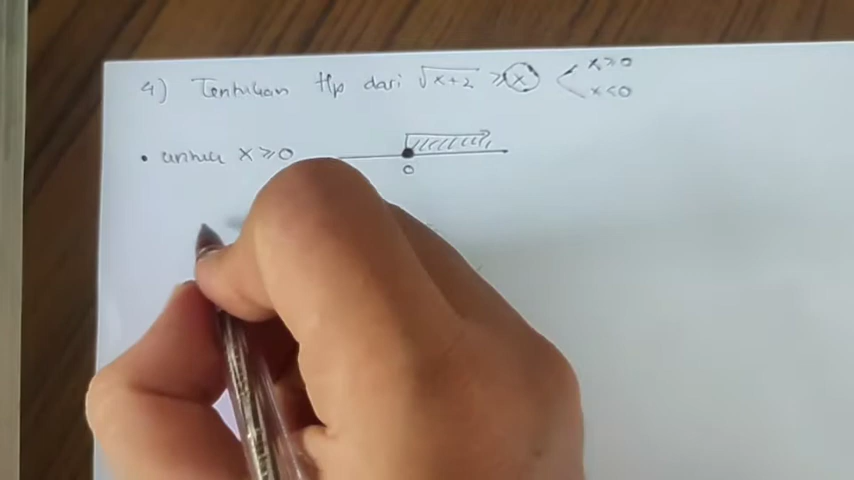 4) Tentukan Hp dari √x+2 ≥ x < x≥0
x<0
• untuk x≥0
0